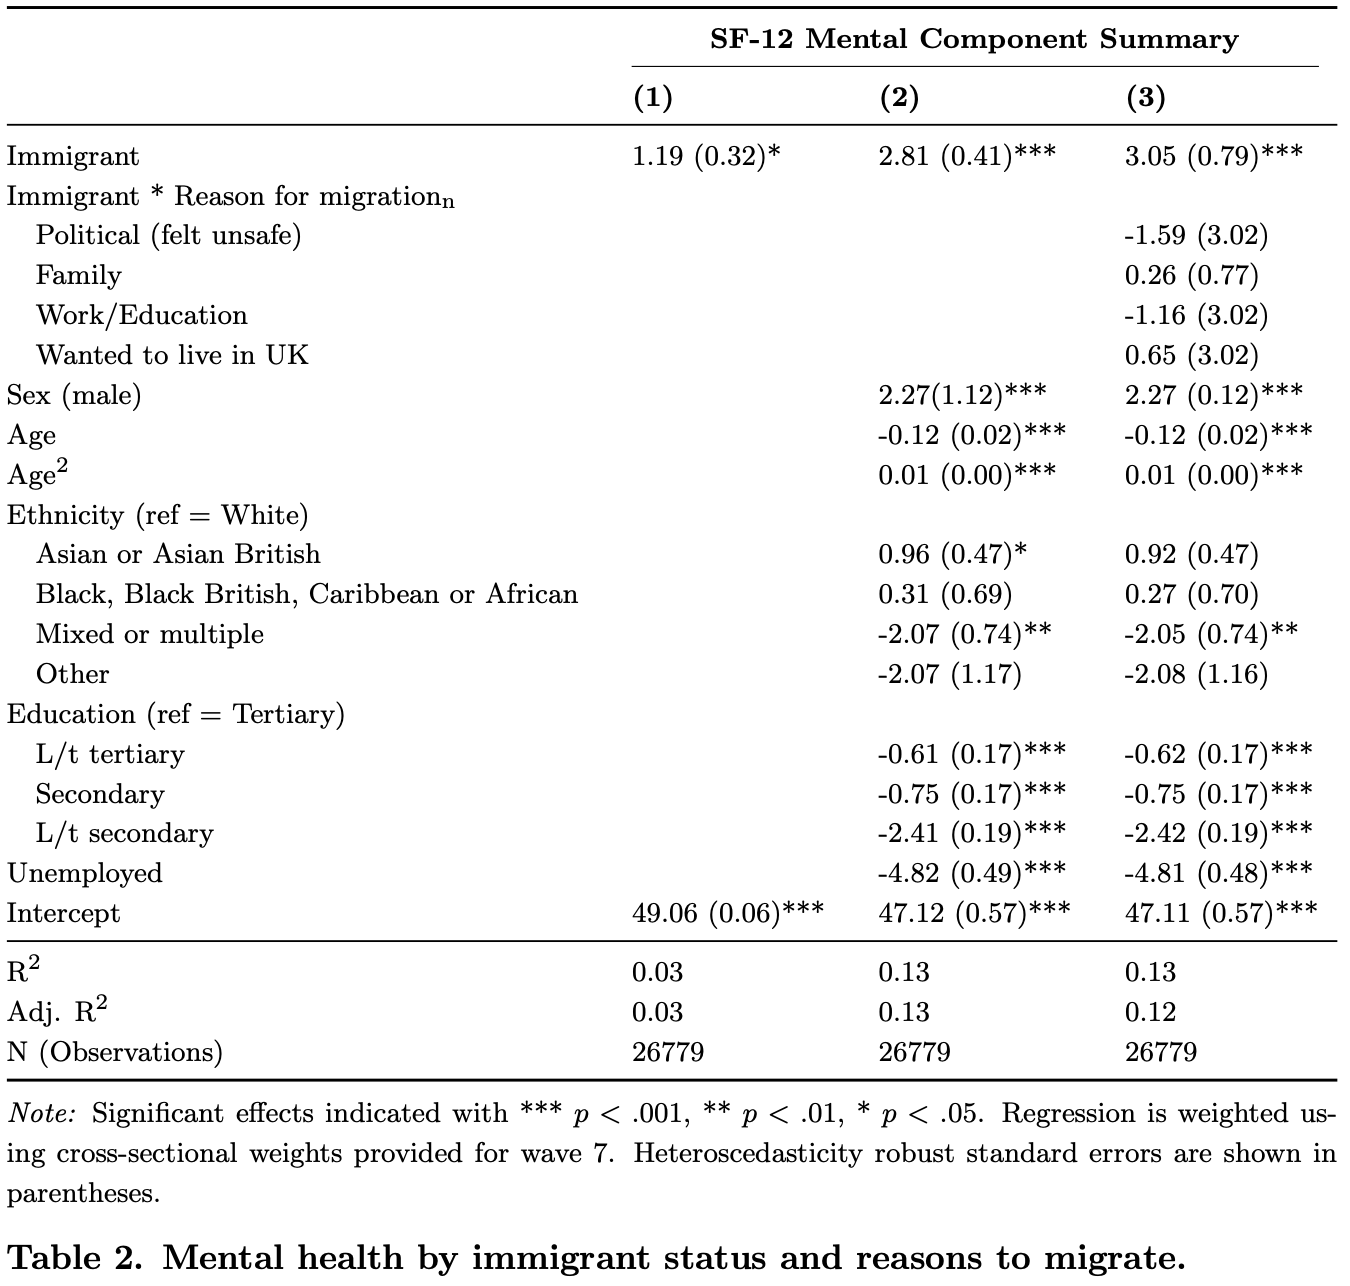 SF-12 Mental Component Summary
(1) (2) (3)
Immigrant 1.19 (0.32)* 2.81 (0.41)*** 3.05 (0.79)***
Immigrant * Reason for migrationₙ
Political (felt unsafe) -1.59 (3.02)
Family 0.26 (0.77)
Work/Education -1.16 (3.02)
Wanted to live in UK 0.65 (3.02)
Sex (male) 2.27(1.12)*** 2.27 (0.12)***
Age -0.12 (0.02)*** -0.12 (0.02)***
Age² 0.01 (0.00)*** 0.01 (0.00)***
Ethnicity (ref = White)
Asian or Asian British 0.96 (0.47)* 0.92 (0.47)
Black, Black British, Caribbean or African 0.31 (0.69) 0.27 (0.70)
Mixed or multiple -2.07 (0.74)** -2.05 (0.74)**
Other -2.07 (1.17) -2.08 (1.16)
Education (ref = Tertiary)
L/t tertiary -0.61 (0.17)*** -0.62 (0.17)***
Secondary -0.75 (0.17)*** -0.75 (0.17)***
L/t secondary -2.41 (0.19)*** -2.42 (0.19)***
Unemployed -4.82 (0.49)*** -4.81 (0.48)***
Intercept 49.06 (0.06)*** 47.12 (0.57)*** 47.11 (0.57)***
R² 0.03 0.13 0.13
Adj. R² 0.03 0.13 0.12
N (Observations) 26779 26779 26779
Note: Significant effects indicated with *** p < .001, ** p < .01, * p < .05. Regression is weighted us-
ing cross-sectional weights provided for wave 7. Heteroscedasticity robust standard errors are shown in
parentheses.
Table 2. Mental health by immigrant status and reasons to migrate.